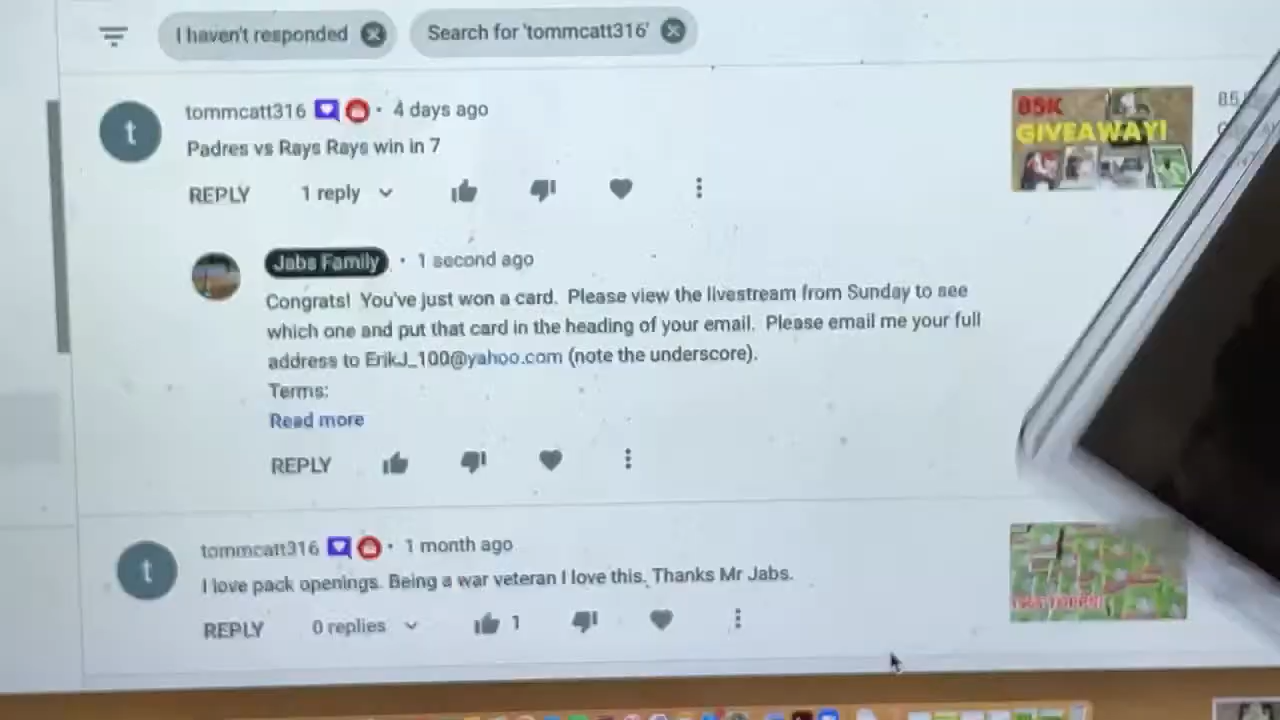 I haven't responded
Search for 'tommcatt316'
t
tommcatt316 • 4 days ago
Padres vs Rays Rays win in 7
REPLY 1 reply
85K
GIVEAWAY!
Jabs Family • 1 second ago
Congrats! You've just won a card. Please view the livestream from Sunday to see
which one and put that card in the heading of your email. Please email me your full
address to ErikJ_100@yahoo.com (note the underscore).
Terms:
Read more
REPLY
t
tommcatt316 • 1 month ago
I love pack openings. Being a war veteran I love this. Thanks Mr Jabs.
REPLY 0 replies 1